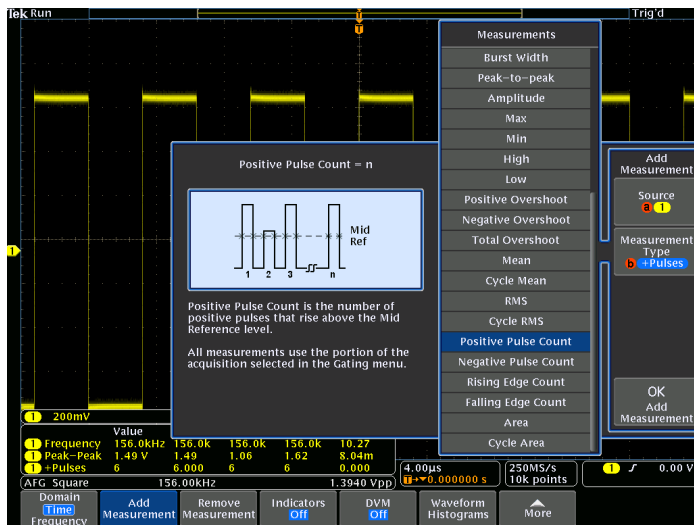 Tek Run
Trig'd
T
T
1
Measurements
Burst Width
Peak-to-peak
Amplitude
Max
Min
High
Low
Positive Overshoot
Negative Overshoot
Total Overshoot
Mean
Cycle Mean
RMS
Cycle RMS
Positive Pulse Count
Negative Pulse Count
Rising Edge Count
Falling Edge Count
Area
Cycle Area
Positive Pulse Count = n
Mid
Ref
1 2 3 n
Positive Pulse Count is the number of
positive pulses that rise above the Mid
Reference level.
All measurements use the portion of the
acquisition selected in the Gating menu.
Add
Measurement
Source
a 1
Measurement
Type
b +Pulses
OK
Add
Measurement
1 200mV
Value
1 Frequency 156.0kHz 156.0k 156.0k 156.0k 10.27
1 Peak-Peak 1.49 V 1.49 1.06 1.62 8.04m
1 +Pulses 6 6.000 6 6 0.000
AFG Square 156.00kHz 1.3940 Vpp
4.00µs
T→▼0.000000 s
250MS/s
10k points
1 0.00 V
Domain
Time
Frequency
Add
Measurement
Remove
Measurement
Indicators
Off
DVM
Off
Waveform
Histograms
More